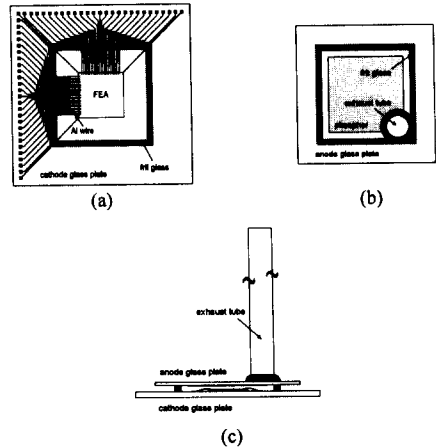 FEA
Al wire
frit glass
cathode glass plate
(a)
frit glass
exhaust tube
phosphor
anode glass plate
(b)
exhaust tube
anode glass plate
cathode glass plate
(c)